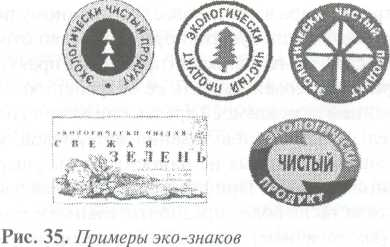 ЭКОЛОГИЧЕСКИ ЧИСТЫЙ ПРОДУКТ
ЭКОЛОГИЧЕСКИ ЧИСТЫЙ ПРОДУКТ
ЭКОЛОГИЧЕСКИ ЧИСТЫЙ ПРОДУКТ
ЭКОЛОГИЧЕСКИ ЧИСТАЯ
СВЕЖАЯ
ЗЕЛЕНЬ
ЭКОЛОГИЧЕСКИ
ЧИСТЫЙ
ПРОДУКТ
Рис. 35. Примеры эко-знаков